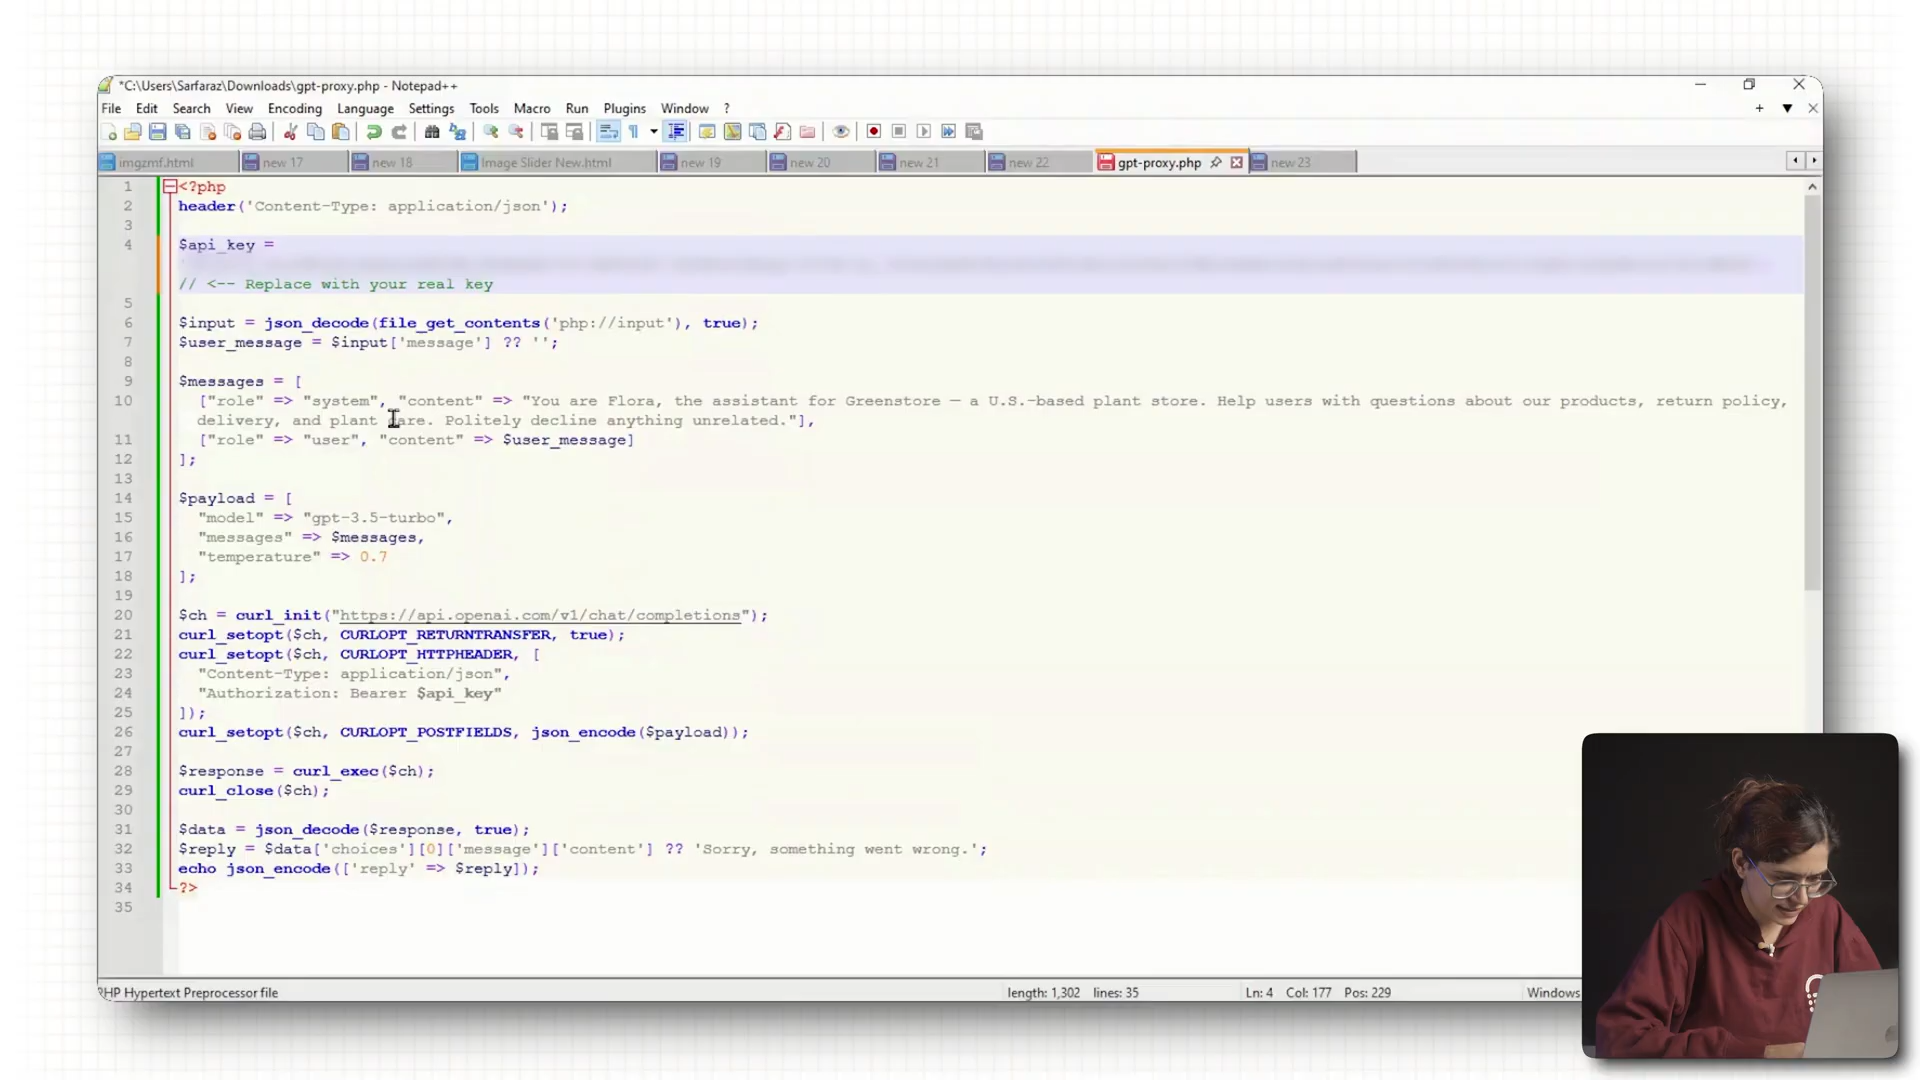 *C:\Users\Sarfaraz\Downloads\gpt-proxy.php - Notepad++
File Edit Search View Encoding Language Settings Tools Macro Run Plugins Window ?
imgzmf.html new 17 new 18 Image Slider New.html new 19 new 20 new 21 new 22 gpt-proxy.php new 23
1 <?php
2 header('Content-Type: application/json');
3
4 $api_key =
// <-- Replace with your real key
5
6 $input = json_decode(file_get_contents('php://input'), true);
7 $user_message = $input['message'] ?? '';
8
9 $messages = [
10 ["role" => "system", "content" => "You are Flora, the assistant for Greenstore — a U.S.-based plant store. Help users with questions about our products, return policy,
delivery, and plant care. Politely decline anything unrelated."],
11 ["role" => "user", "content" => $user_message]
12 ];
13
14 $payload = [
15 "model" => "gpt-3.5-turbo",
16 "messages" => $messages,
17 "temperature" => 0.7
18 ];
19
20 $ch = curl_init("https://api.openai.com/v1/chat/completions");
21 curl_setopt($ch, CURLOPT_RETURNTRANSFER, true);
22 curl_setopt($ch, CURLOPT_HTTPHEADER, [
23 "Content-Type: application/json",
24 "Authorization: Bearer $api_key"
25 ]);
26 curl_setopt($ch, CURLOPT_POSTFIELDS, json_encode($payload));
27
28 $response = curl_exec($ch);
29 curl_close($ch);
30
31 $data = json_decode($response, true);
32 $reply = $data['choices'][0]['message']['content'] ?? 'Sorry, something went wrong.';
33 echo json_encode(['reply' => $reply]);
34 ?>
35
PHP Hypertext Preprocessor file length: 1,302 lines: 35 Ln: 4 Col: 177 Pos: 229 Windows